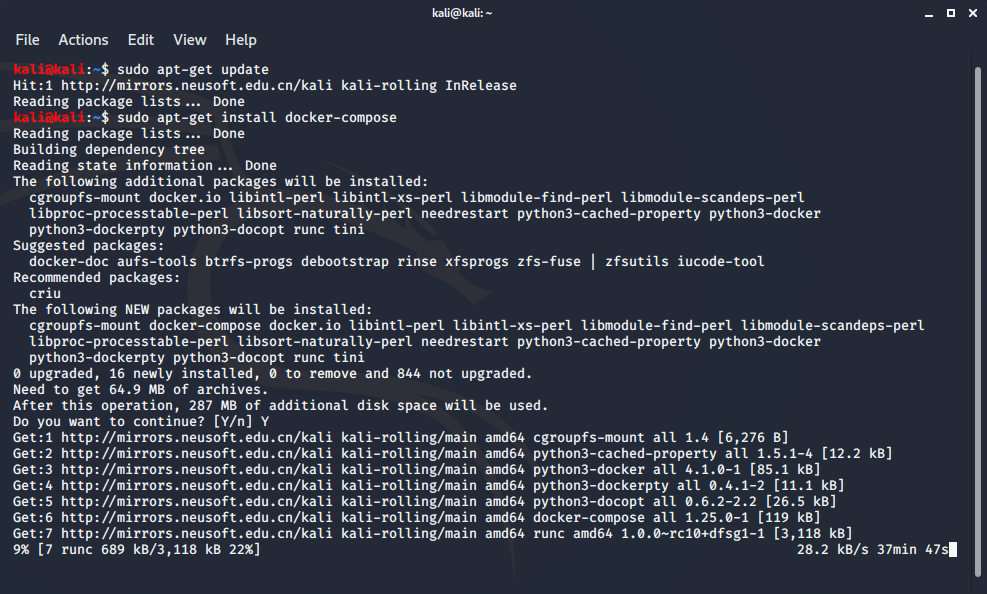 kali@kali: ~
File Actions Edit View Help
kali@kali:~$ sudo apt-get update
Hit:1 http://mirrors.neusoft.edu.cn/kali kali-rolling InRelease
Reading package lists... Done
kali@kali:~$ sudo apt-get install docker-compose
Reading package lists... Done
Building dependency tree
Reading state information... Done
The following additional packages will be installed:
  cgroupfs-mount docker.io libintl-perl libintl-xs-perl libmodule-find-perl libmodule-scandeps-perl
  libproc-processtable-perl libsort-naturally-perl needrestart python3-cached-property python3-docker
  python3-dockerpty python3-docopt runc tini
Suggested packages:
  docker-doc aufs-tools btrfs-progs debootstrap rinse xfsprogs zfs-fuse | zfsutils iucode-tool
Recommended packages:
  criu
The following NEW packages will be installed:
  cgroupfs-mount docker-compose docker.io libintl-perl libintl-xs-perl libmodule-find-perl libmodule-scandeps-perl
  libproc-processtable-perl libsort-naturally-perl needrestart python3-cached-property python3-docker
  python3-dockerpty python3-docopt runc tini
0 upgraded, 16 newly installed, 0 to remove and 844 not upgraded.
Need to get 64.9 MB of archives.
After this operation, 287 MB of additional disk space will be used.
Do you want to continue? [Y/n] Y
Get:1 http://mirrors.neusoft.edu.cn/kali kali-rolling/main amd64 cgroupfs-mount all 1.4 [6,276 B]
Get:2 http://mirrors.neusoft.edu.cn/kali kali-rolling/main amd64 python3-cached-property all 1.5.1-4 [12.2 kB]
Get:3 http://mirrors.neusoft.edu.cn/kali kali-rolling/main amd64 python3-docker all 4.1.0-1 [85.1 kB]
Get:4 http://mirrors.neusoft.edu.cn/kali kali-rolling/main amd64 python3-dockerpty all 0.4.1-2 [11.1 kB]
Get:5 http://mirrors.neusoft.edu.cn/kali kali-rolling/main amd64 python3-docopt all 0.6.2-2.2 [26.5 kB]
Get:6 http://mirrors.neusoft.edu.cn/kali kali-rolling/main amd64 docker-compose all 1.25.0-1 [119 kB]
Get:7 http://mirrors.neusoft.edu.cn/kali kali-rolling/main amd64 runc amd64 1.0.0~rc10+dfsg1-1 [3,118 kB]
9% [7 runc 689 kB/3,118 kB 22%] 28.2 kB/s 37min 47s